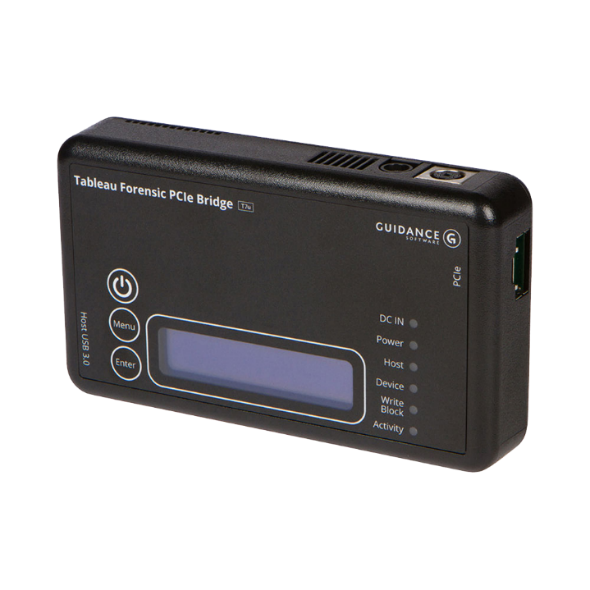 Tableau Forensic PCIe Bridge T7u
GUIDANCE G
SOFTWARE
PCIe
Host USB 3.0
Menu
Enter
DC IN
Power
Host
Device
Write
Block
Activity